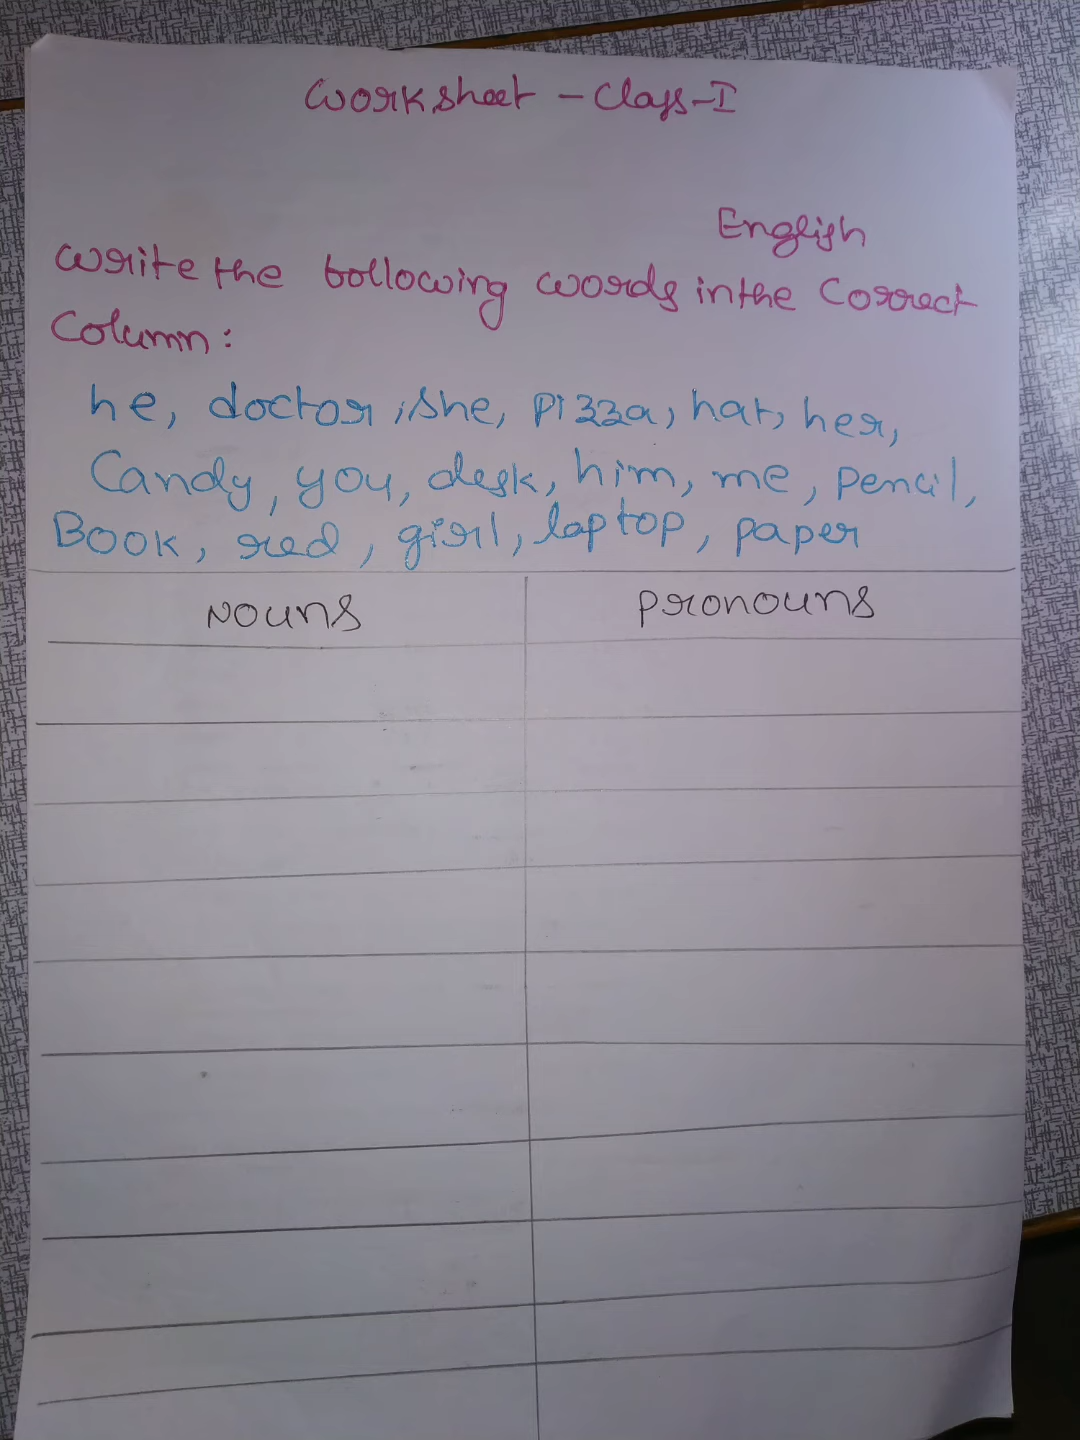 Worksheet - Class-I
English
write the following words in the Correct
Column:
he, doctor, she, pizza, hat, her,
Candy, you, desk, him, me, pencil,
Book, red, girl, laptop, paper
Nouns
pronouns